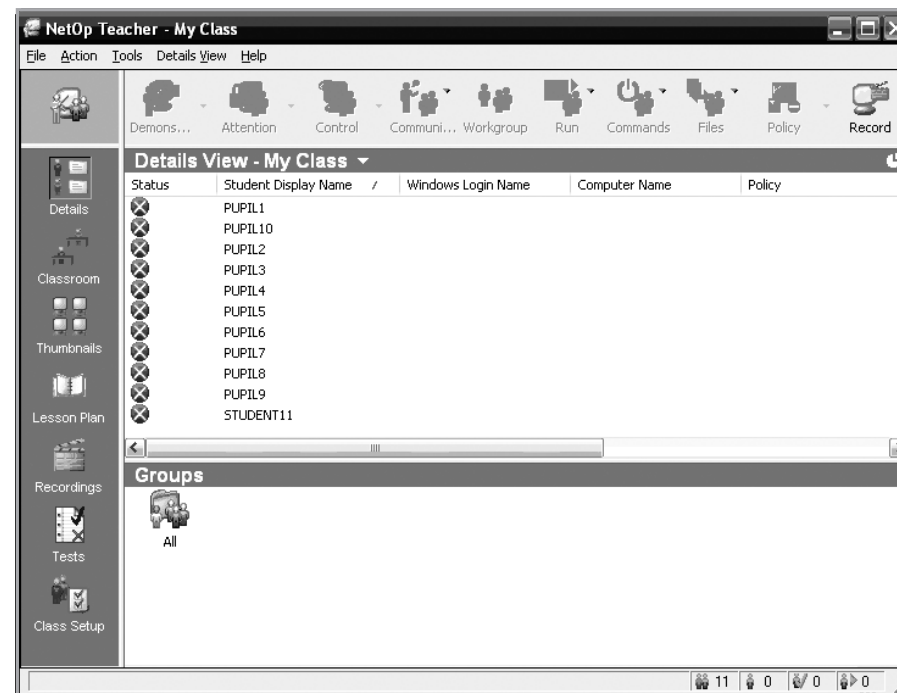 NetOp Teacher - My Class
File Action Tools Details View Help
Demons... Attention Control Communi... Workgroup Run Commands Files Policy Record
Details View - My Class
Status Student Display Name / Windows Login Name Computer Name Policy
PUPIL1
PUPIL10
PUPIL2
PUPIL3
PUPIL4
PUPIL5
PUPIL6
PUPIL7
PUPIL8
PUPIL9
STUDENT11
Details
Classroom
Thumbnails
Lesson Plan
Recordings
Tests
Class Setup
Groups
All
11 0 0 0